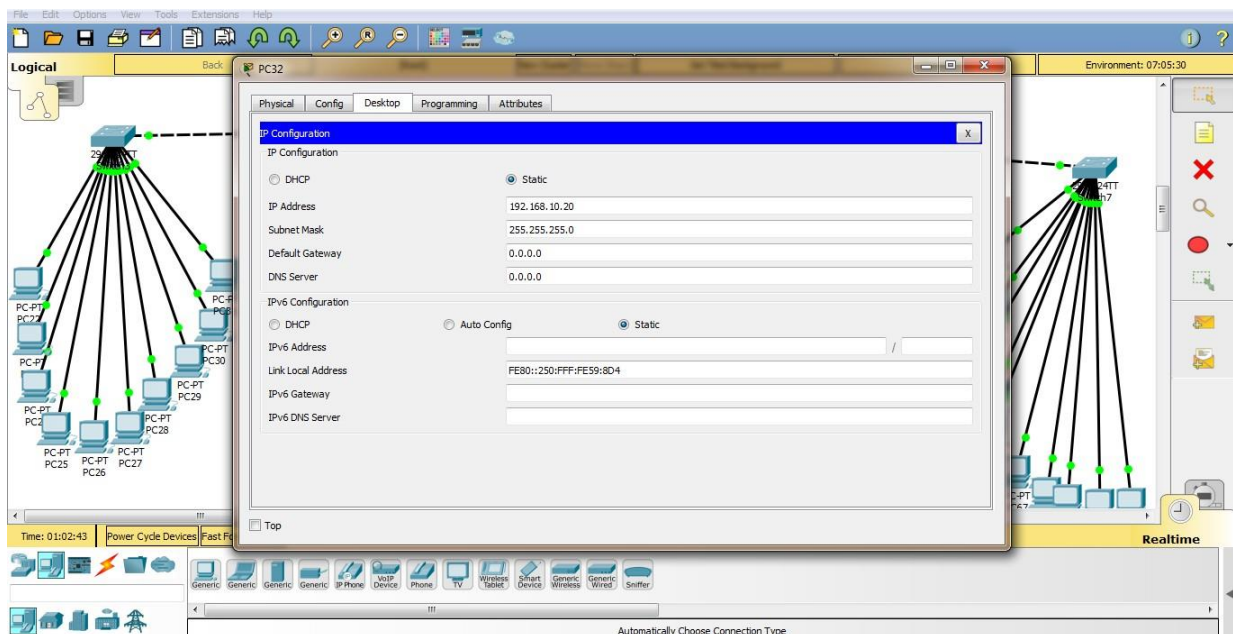 File Edit Options View Tools Extensions Help
Logical
Back
Environment: 07:05:30
PC32
Physical Config Desktop Programming Attributes
IP Configuration
X
IP Configuration
DHCP Static
IP Address 192.168.10.20
Subnet Mask 255.255.255.0
Default Gateway 0.0.0.0
DNS Server 0.0.0.0
IPv6 Configuration
DHCP Auto Config Static
IPv6 Address /
Link Local Address FE80::250:FFF:FE59:8D4
IPv6 Gateway
IPv6 DNS Server
Top
PC-PT
PC-PT
PC30
PC-PT
PC29
PC-PT
PC28
PC-PT
PC25
PC-PT
PC26
PC-PT
PC27
Time: 01:02:43 Power Cycle Devices Fast Fo
Realtime
Generic Generic Generic Generic IP Phone VoIP Device Phone TV Wireless Tablet Smart Device Generic Wireless Generic Wired Sniffer
Automatically Choose Connection Type